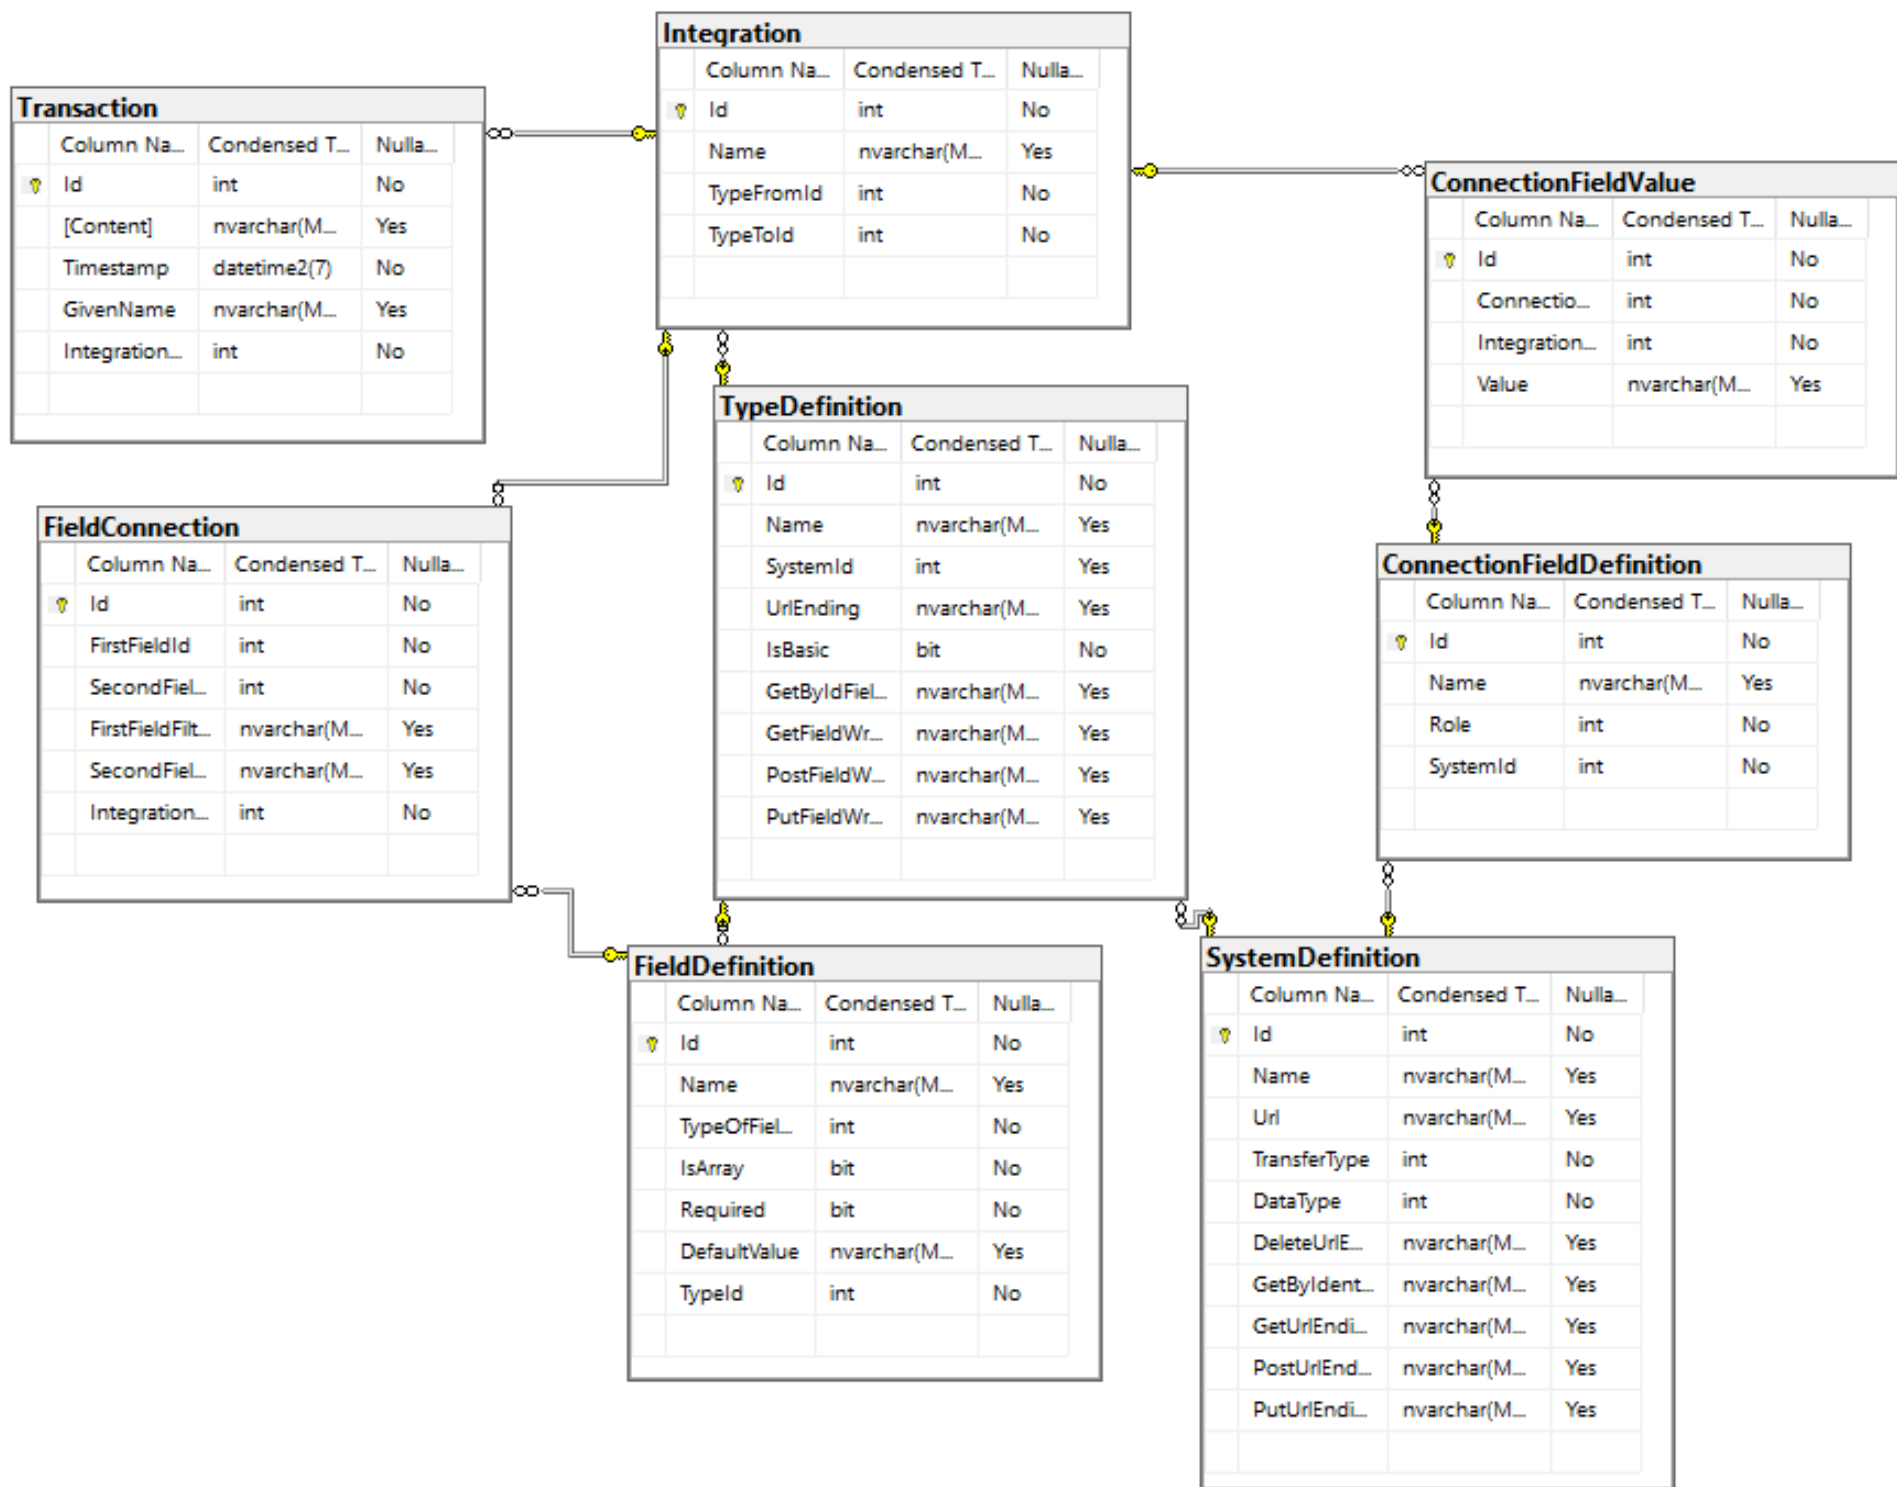 Integration
Column Na... Condensed T... Nulla...
Id int No
Name nvarchar(M... Yes
TypeFromId int No
TypeToId int No
Transaction
Column Na... Condensed T... Nulla...
Id int No
[Content] nvarchar(M... Yes
Timestamp datetime2(7) No
GivenName nvarchar(M... Yes
Integration... int No
ConnectionFieldValue
Column Na... Condensed T... Nulla...
Id int No
Connectio... int No
Integration... int No
Value nvarchar(M... Yes
TypeDefinition
Column Na... Condensed T... Nulla...
Id int No
Name nvarchar(M... Yes
SystemId int Yes
UrlEnding nvarchar(M... Yes
IsBasic bit No
GetByIdFiel... nvarchar(M... Yes
GetFieldWr... nvarchar(M... Yes
PostFieldW... nvarchar(M... Yes
PutFieldWr... nvarchar(M... Yes
FieldConnection
Column Na... Condensed T... Nulla...
Id int No
FirstFieldId int No
SecondFiel... int No
FirstFieldFilt... nvarchar(M... Yes
SecondFiel... nvarchar(M... Yes
Integration... int No
ConnectionFieldDefinition
Column Na... Condensed T... Nulla...
Id int No
Name nvarchar(M... Yes
Role int No
SystemId int No
FieldDefinition
Column Na... Condensed T... Nulla...
Id int No
Name nvarchar(M... Yes
TypeOfFiel... int No
IsArray bit No
Required bit No
DefaultValue nvarchar(M... Yes
TypeId int No
SystemDefinition
Column Na... Condensed T... Nulla...
Id int No
Name nvarchar(M... Yes
Url nvarchar(M... Yes
TransferType int No
DataType int No
DeleteUrlE... nvarchar(M... Yes
GetByIdent... nvarchar(M... Yes
GetUrlEndi... nvarchar(M... Yes
PostUrlEnd... nvarchar(M... Yes
PutUrlEndi... nvarchar(M... Yes